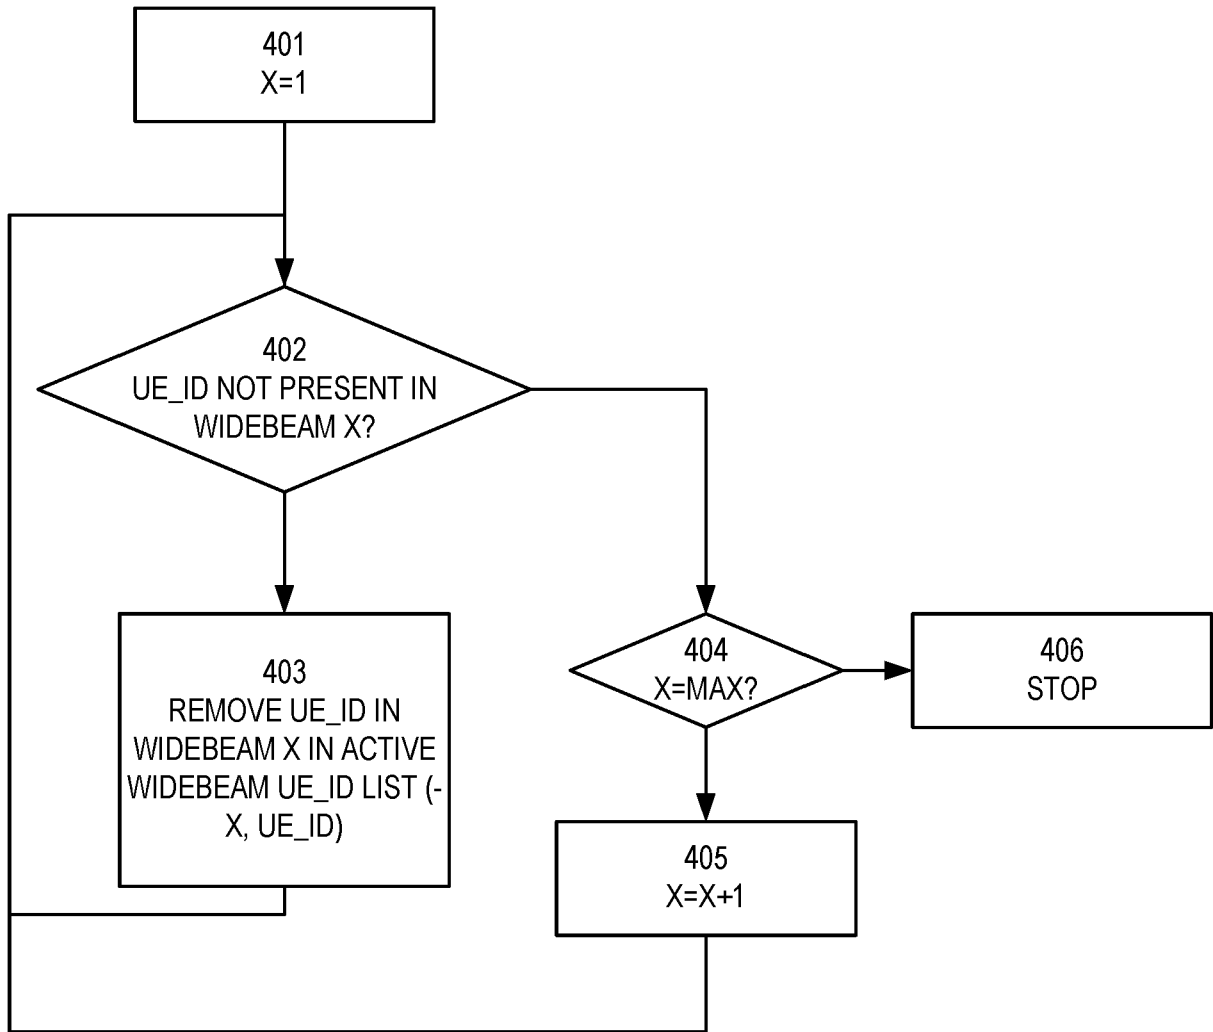 401
X=1
402
UE_ID NOT PRESENT IN
WIDEBEAM X?
403
REMOVE UE_ID IN
WIDEBEAM X IN ACTIVE
WIDEBEAM UE_ID LIST (-
X, UE_ID)
404
X=MAX?
406
STOP
405
X=X+1